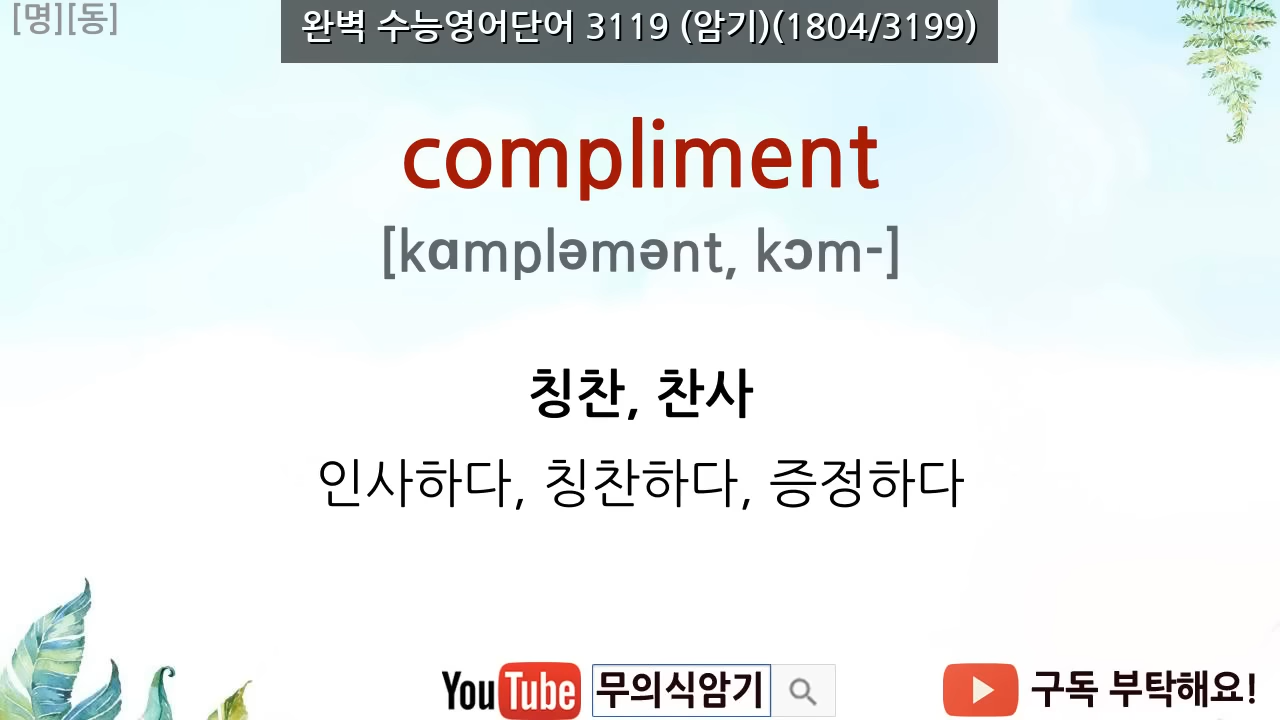 [명][동]
완벽 수능영어단어 3119 (암기)(1804/3199)
compliment
[kɑmpləmənt, kɔm-]
칭찬, 찬사
인사하다, 칭찬하다, 증정하다
YouTube 무의식암기
구독 부탁해요!